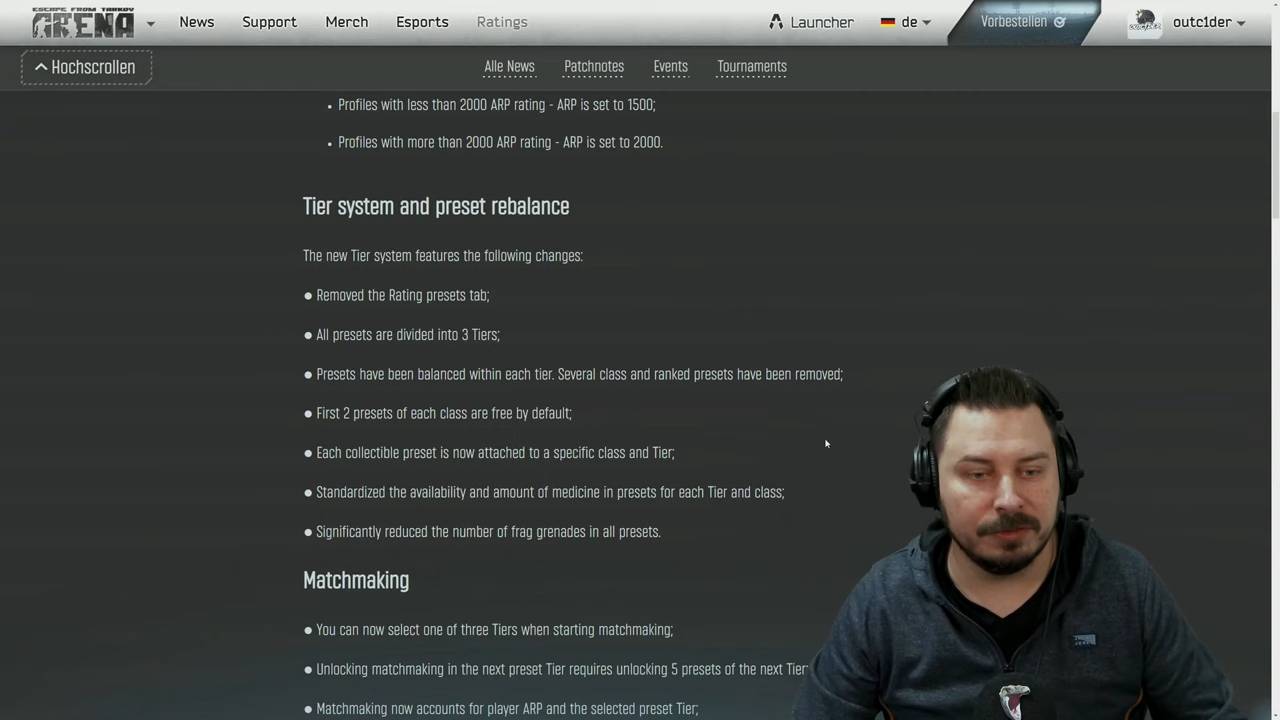 ESCAPE FROM TARKOV
ARENA
News
Support
Merch
Esports
Ratings
Launcher
de
Vorbestellen
outc1der
Hochscrollen
Alle News
Patchnotes
Events
Tournaments
• Profiles with less than 2000 ARP rating - ARP is set to 1500;
• Profiles with more than 2000 ARP rating - ARP is set to 2000.
Tier system and preset rebalance
The new Tier system features the following changes:
● Removed the Rating presets tab;
● All presets are divided into 3 Tiers;
● Presets have been balanced within each tier. Several class and ranked presets have been removed;
● First 2 presets of each class are free by default;
● Each collectible preset is now attached to a specific class and Tier;
● Standardized the availability and amount of medicine in presets for each Tier and class;
● Significantly reduced the number of frag grenades in all presets.
Matchmaking
● You can now select one of three Tiers when starting matchmaking;
● Unlocking matchmaking in the next preset Tier requires unlocking 5 presets of the next Tier
● Matchmaking now accounts for player ARP and the selected preset Tier;